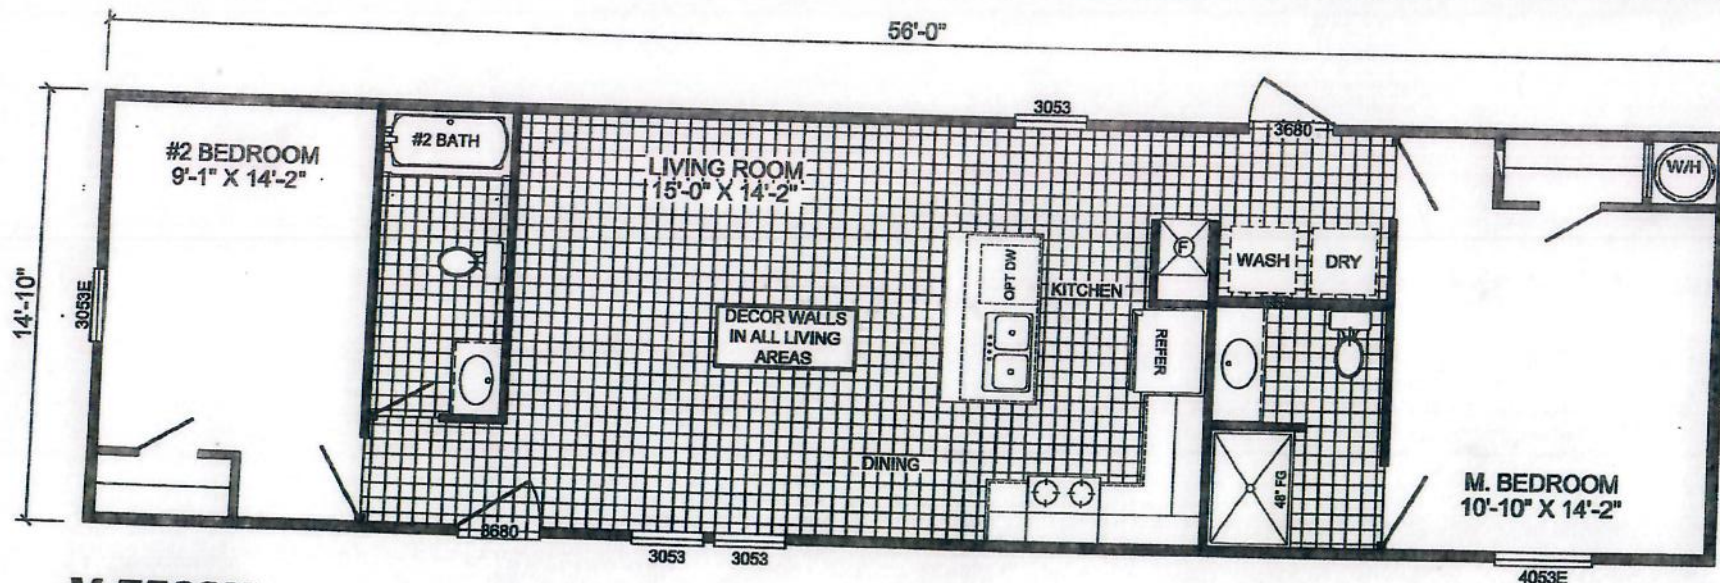 56'-0"
3053
3680
#2 BEDROOM
9'-1" X 14'-2"
#2 BATH
LIVING ROOM
15'-0" X 14'-2"
W/H
F
WASH
DRY
OPT DW
KITCHEN
14'-10"
3053E
DECOR WALLS
IN ALL LIVING
AREAS
REFER
DINING
48" FG
M. BEDROOM
10'-10" X 14'-2"
3680
3053
3053
4053E